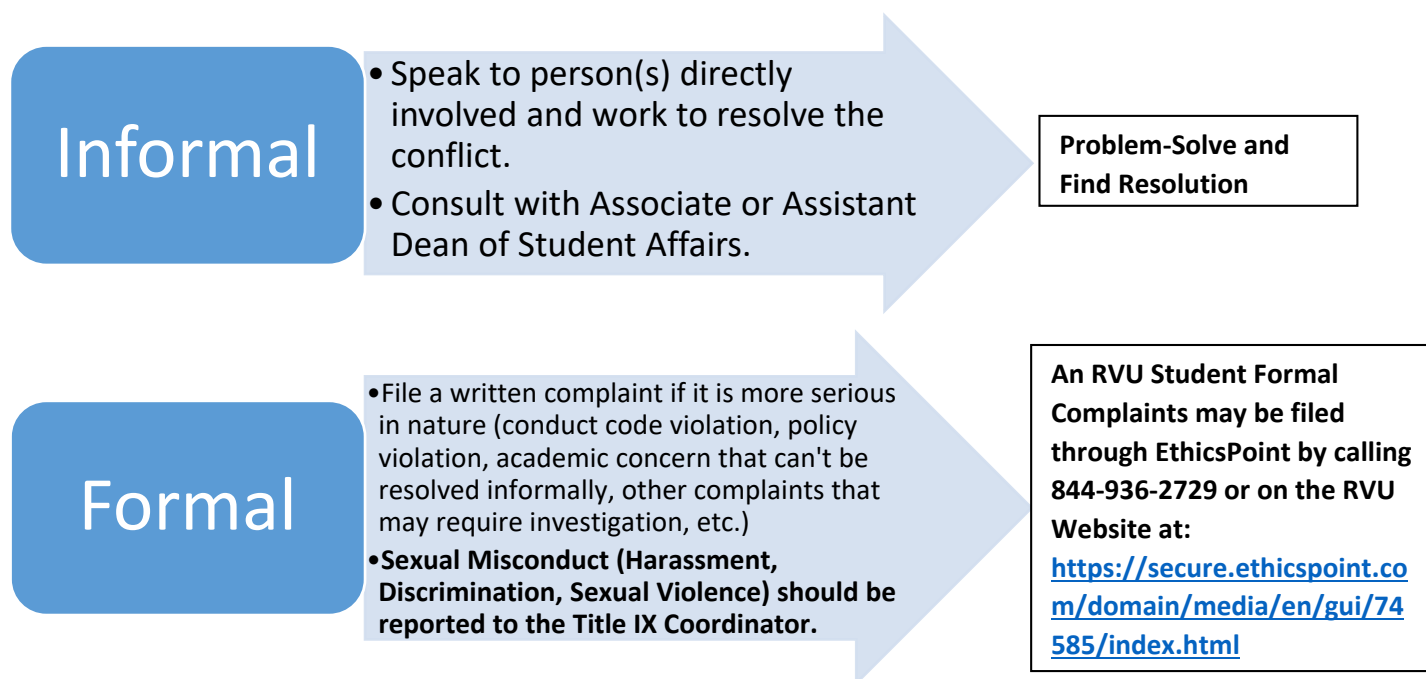 Informal
• Speak to person(s) directly
involved and work to resolve the
conflict.
• Consult with Associate or Assistant
Dean of Student Affairs.
Problem-Solve and
Find Resolution
Formal
•File a written complaint if it is more serious
in nature (conduct code violation, policy
violation, academic concern that can't be
resolved informally, other complaints that
may require investigation, etc.)
•Sexual Misconduct (Harassment,
Discrimination, Sexual Violence) should be
reported to the Title IX Coordinator.
An RVU Student Formal
Complaints may be filed
through EthicsPoint by calling
844-936-2729 or on the RVU
Website at:
https://secure.ethicspoint.co
m/domain/media/en/gui/74
585/index.html